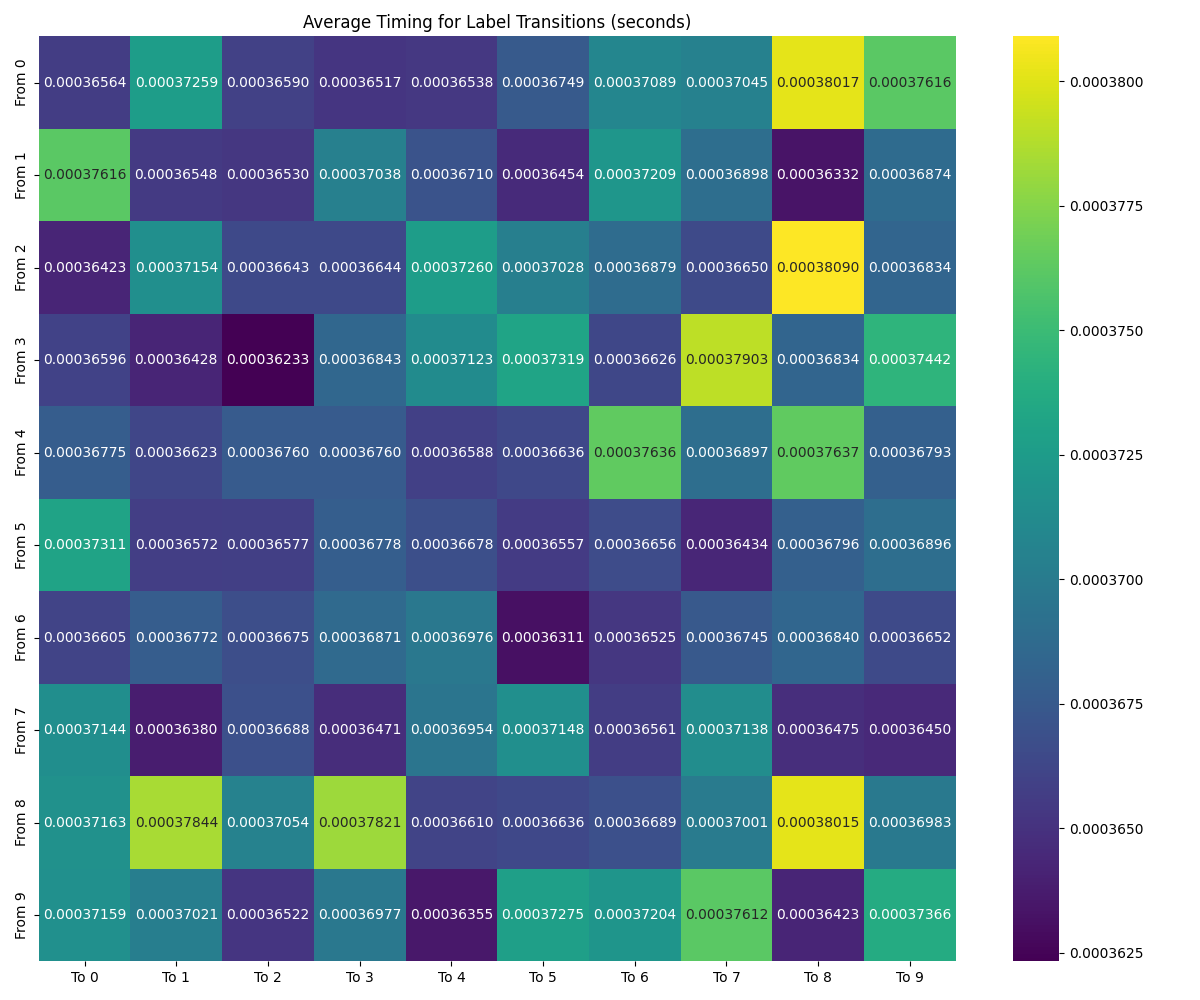 Average Timing for Label Transitions (seconds)
From 0 0.00036564 0.00037259 0.00036590 0.00036517 0.00036538 0.00036749 0.00037089 0.00037045 0.00038017 0.00037616
From 1 0.00037616 0.00036548 0.00036530 0.00037038 0.00036710 0.00036454 0.00037209 0.00036898 0.00036332 0.00036874
From 2 0.00036423 0.00037154 0.00036643 0.00036644 0.00037260 0.00037028 0.00036879 0.00036650 0.00038090 0.00036834
From 3 0.00036596 0.00036428 0.00036233 0.00036843 0.00037123 0.00037319 0.00036626 0.00037903 0.00036834 0.00037442
From 4 0.00036775 0.00036623 0.00036760 0.00036760 0.00036588 0.00036636 0.00037636 0.00036897 0.00037637 0.00036793
From 5 0.00037311 0.00036572 0.00036577 0.00036778 0.00036678 0.00036557 0.00036656 0.00036434 0.00036796 0.00036896
From 6 0.00036605 0.00036772 0.00036675 0.00036871 0.00036976 0.00036311 0.00036525 0.00036745 0.00036840 0.00036652
From 7 0.00037144 0.00036380 0.00036688 0.00036471 0.00036954 0.00037148 0.00036561 0.00037138 0.00036475 0.00036450
From 8 0.00037163 0.00037844 0.00037054 0.00037821 0.00036610 0.00036636 0.00036689 0.00037001 0.00038015 0.00036983
From 9 0.00037159 0.00037021 0.00036522 0.00036977 0.00036355 0.00037275 0.00037204 0.00037612 0.00036423 0.00037366
To 0 To 1 To 2 To 3 To 4 To 5 To 6 To 7 To 8 To 9
0.0003800
0.0003775
0.0003750
0.0003725
0.0003700
0.0003675
0.0003650
0.0003625